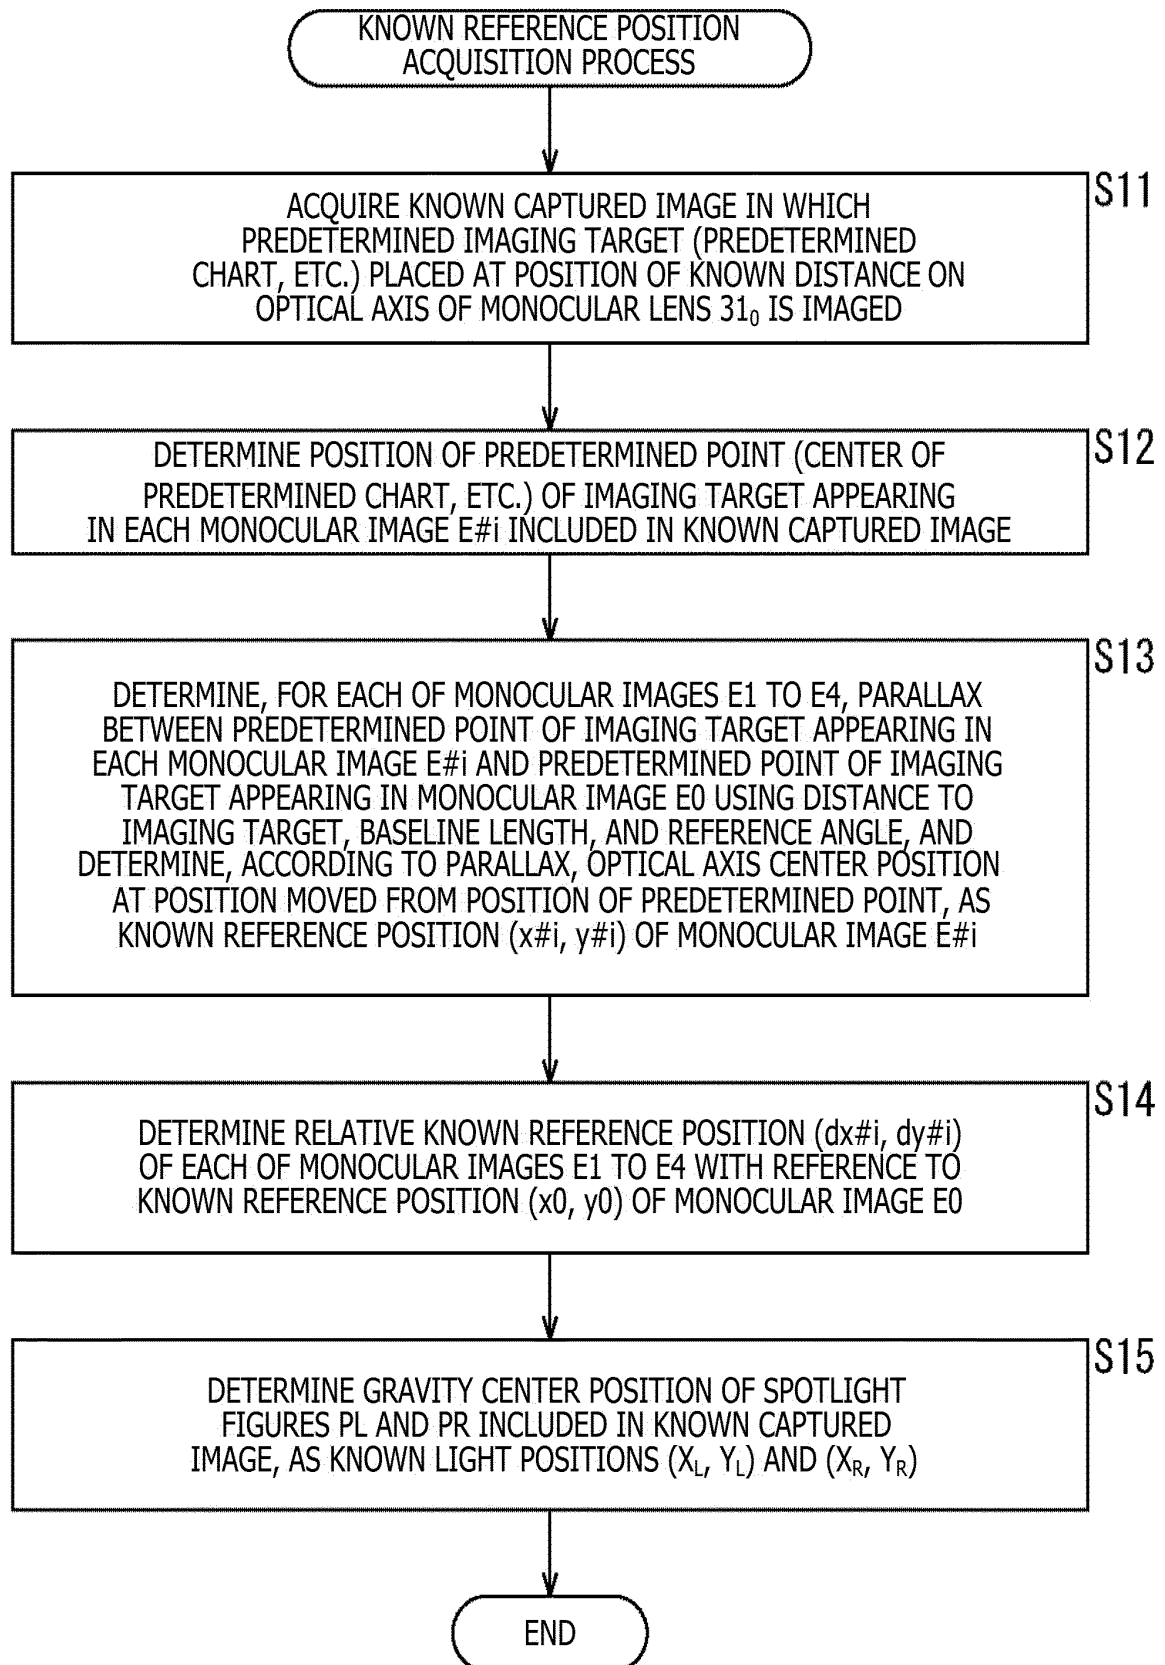 KNOWN REFERENCE POSITION
ACQUISITION PROCESS
S11
ACQUIRE KNOWN CAPTURED IMAGE IN WHICH
PREDETERMINED IMAGING TARGET (PREDETERMINED
CHART, ETC.) PLACED AT POSITION OF KNOWN DISTANCE ON
OPTICAL AXIS OF MONOCULAR LENS 31₀ IS IMAGED
S12
DETERMINE POSITION OF PREDETERMINED POINT (CENTER OF
PREDETERMINED CHART, ETC.) OF IMAGING TARGET APPEARING
IN EACH MONOCULAR IMAGE E#i INCLUDED IN KNOWN CAPTURED IMAGE
S13
DETERMINE, FOR EACH OF MONOCULAR IMAGES E1 TO E4, PARALLAX
BETWEEN PREDETERMINED POINT OF IMAGING TARGET APPEARING IN
EACH MONOCULAR IMAGE E#i AND PREDETERMINED POINT OF IMAGING
TARGET APPEARING IN MONOCULAR IMAGE E0 USING DISTANCE TO
IMAGING TARGET, BASELINE LENGTH, AND REFERENCE ANGLE, AND
DETERMINE, ACCORDING TO PARALLAX, OPTICAL AXIS CENTER POSITION
AT POSITION MOVED FROM POSITION OF PREDETERMINED POINT, AS
KNOWN REFERENCE POSITION (x#i, y#i) OF MONOCULAR IMAGE E#i
S14
DETERMINE RELATIVE KNOWN REFERENCE POSITION (dx#i, dy#i)
OF EACH OF MONOCULAR IMAGES E1 TO E4 WITH REFERENCE TO
KNOWN REFERENCE POSITION (x0, y0) OF MONOCULAR IMAGE E0
S15
DETERMINE GRAVITY CENTER POSITION OF SPOTLIGHT
FIGURES PL AND PR INCLUDED IN KNOWN CAPTURED
IMAGE, AS KNOWN LIGHT POSITIONS (X_L, Y_L) AND (X_R, Y_R)
END